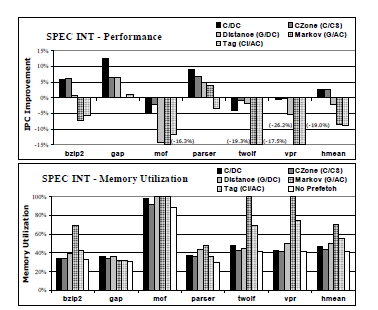 SPEC INT - Performance
C/DC
CZone (C/CS)
Distance (G/DC)
Markov (G/AC)
Tag (CI/AC)
IPC Improvement
15%
10%
5%
0%
-5%
-10%
-15%
(-16.3%)
(-19.3%)
(-17.5%)
(-26.2%)
(-19.0%)
bzip2 gap mcf parser twolf vpr hmean
SPEC INT - Memory Utilization
C/DC
CZone (C/CS)
Distance (G/DC)
Markov (G/AC)
Tag (CI/AC)
No Prefetch
Memory Utilization
100%
80%
60%
40%
20%
0%
bzip2 gap mcf parser twolf vpr hmean